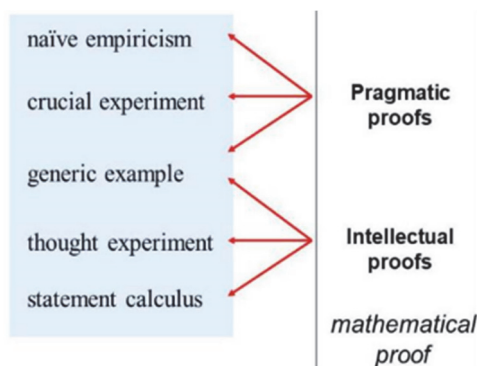 naïve empiricism
crucial experiment
generic example
thought experiment
statement calculus
Pragmatic
proofs
Intellectual
proofs
mathematical
proof